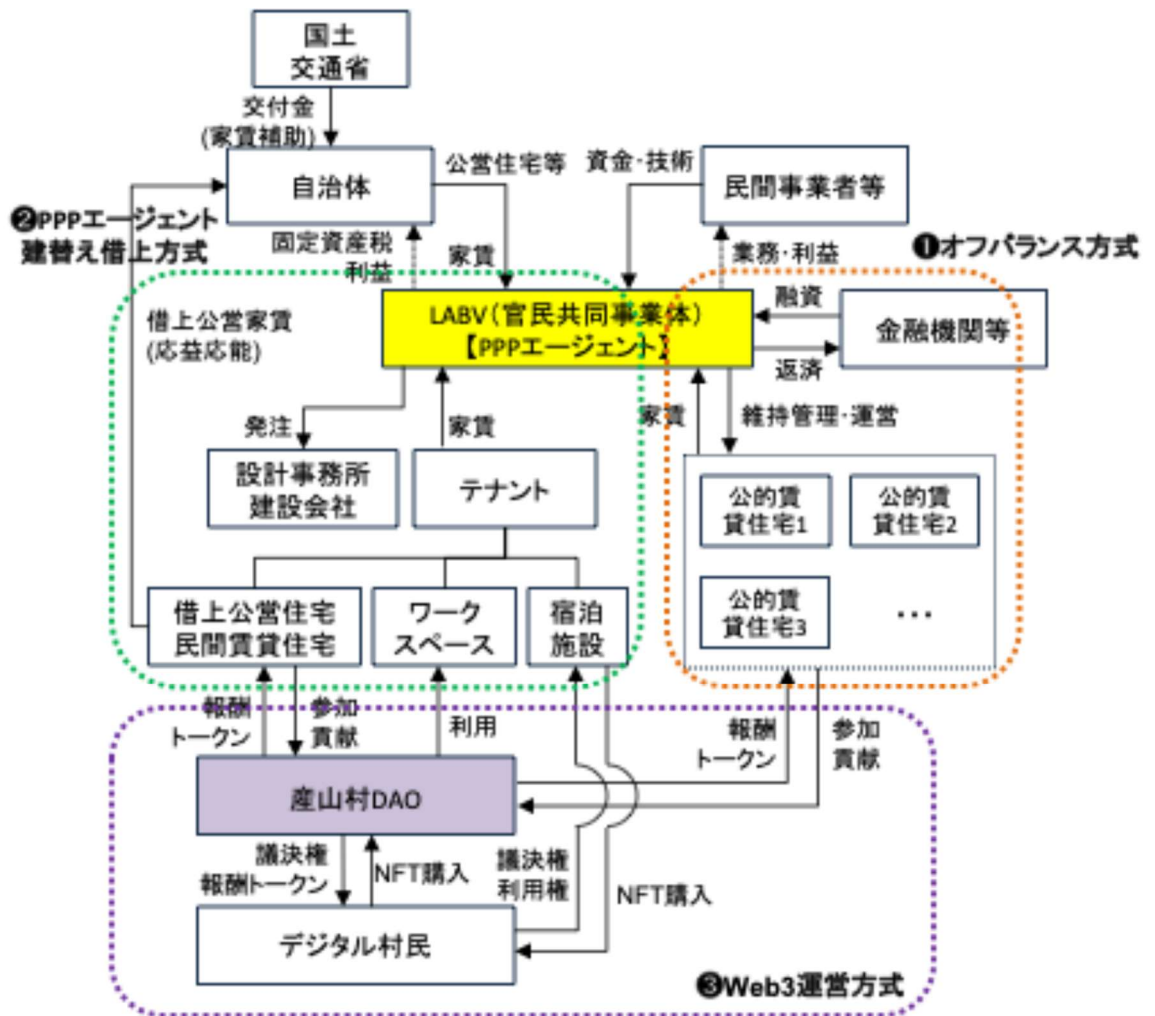 国土
交通省
交付金
(家賃補助)
自治体
公営住宅等
資金・技術
民間事業者等
❷PPPエージェント
建替え借上方式
固定資産税
利益
家賃
業務・利益
❶オフバランス方式
借上公営家賃
(応益応能)
LABV(官民共同事業体)
【PPPエージェント】
融資
金融機関等
返済
発注
家賃
家賃
維持管理・運営
設計事務所
建設会社
テナント
公的賃
貸住宅1
公的賃
貸住宅2
公的賃
貸住宅3
…
借上公営住宅
民間賃貸住宅
ワーク
スペース
宿泊
施設
報酬
トークン
参加
貢献
利用
報酬
トークン
参加
貢献
産山村DAO
議決権
報酬トークン
NFT購入
議決権
利用権
NFT購入
デジタル村民
❸Web3運営方式